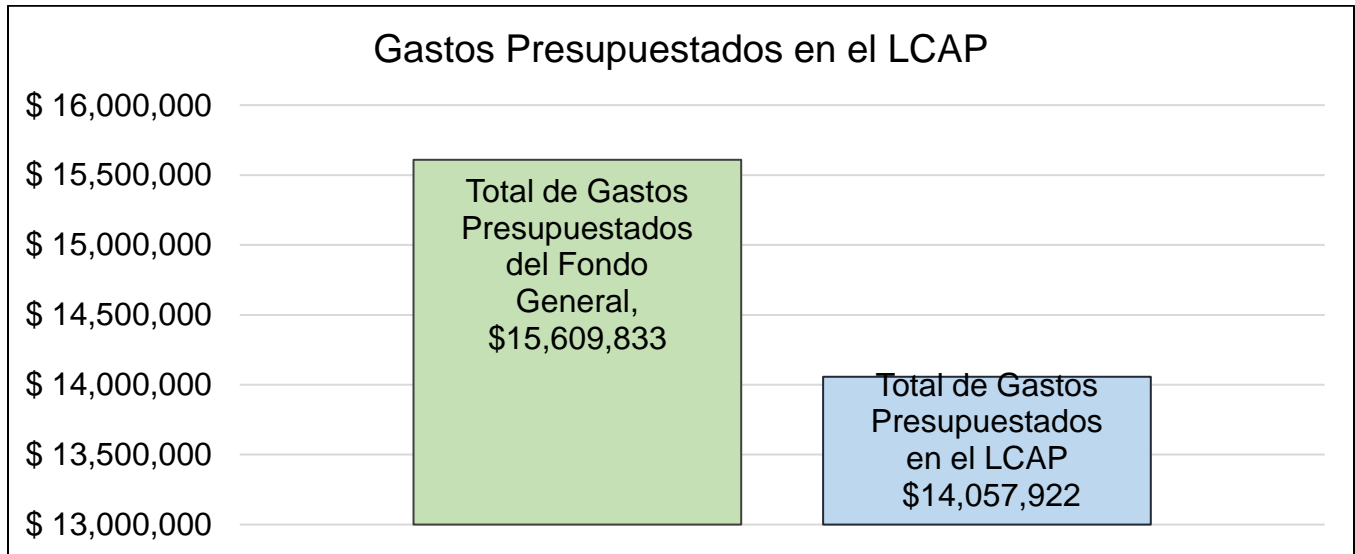 Gastos Presupuestados en el LCAP
$ 16,000,000
$ 15,500,000
$ 15,000,000
$ 14,500,000
$ 14,000,000
$ 13,500,000
$ 13,000,000
Total de Gastos
Presupuestados
del Fondo
General,
$15,609,833
Total de Gastos
Presupuestados
en el LCAP
$14,057,922